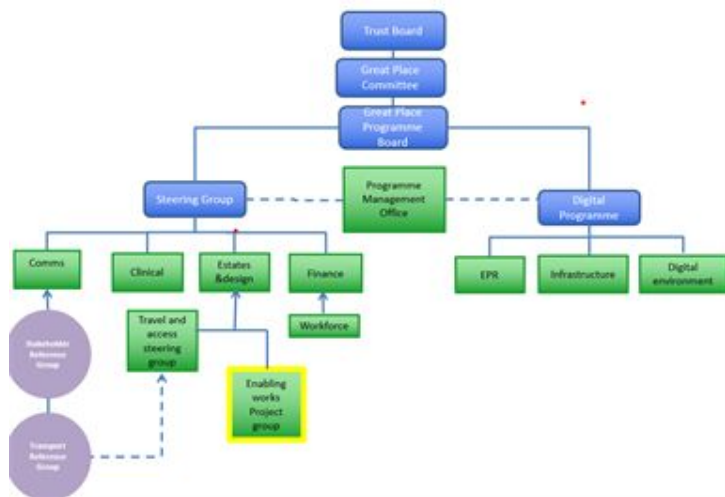 Trust Board
Great Place
Committee
Great Place
Programme
Board
Steering Group
Programme
Management
Office
Digital
Programme
Comms
Clinical
Estates
&design
Finance
EPR
Infrastructure
Digital
environment
Travel and
access
steering
group
Workforce
Stakeholder
Reference
Group
Enabling
works
Project
group
Transport
Reference
Group